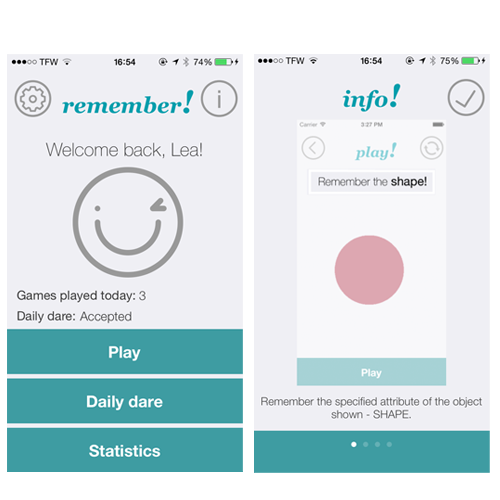 TFW 16:54 74%
remember!
i
Welcome back, Lea!
Games played today: 3
Daily dare: Accepted
Play
Daily dare
Statistics
TFW 16:54 75%
info!
Carrier 3:27 PM
play!
Remember the shape!
Play
Remember the specified attribute of the object
shown - SHAPE.